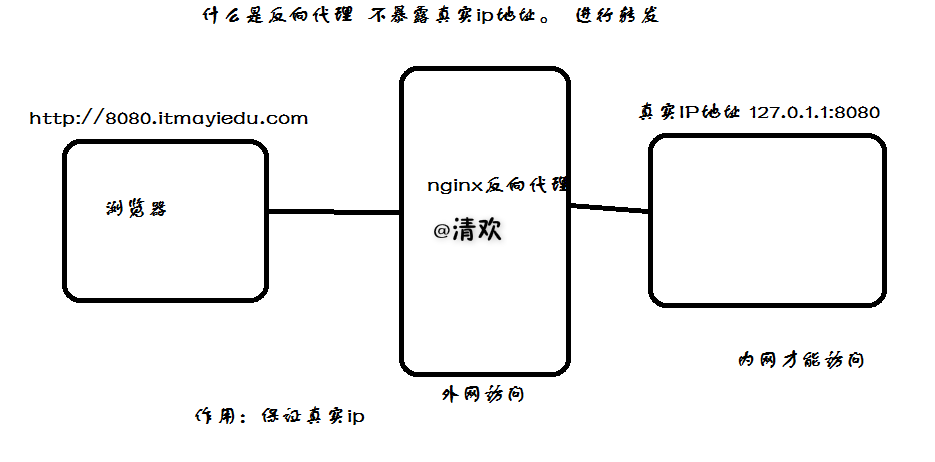 什么是反向代理 不暴露真实ip地址。 进行转发
http://8080.itmayiedu.com
真实IP地址 127.0.1.1:8080
浏览器
nginx反向代理
@清欢
内网才能访问
外网访问
作用：保证真实ip